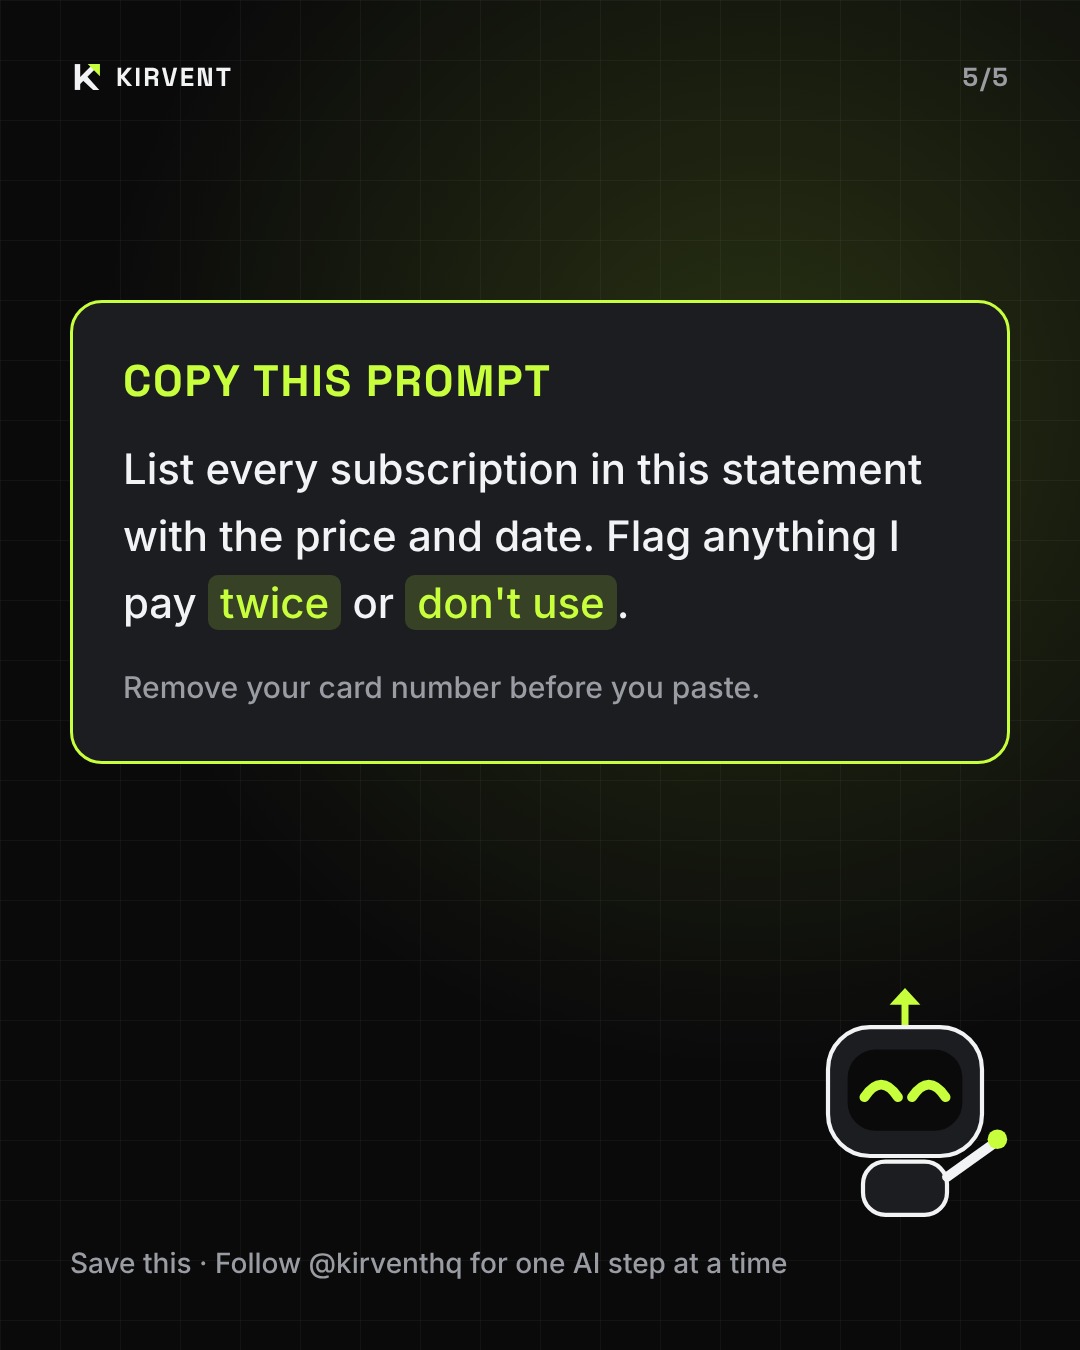 KIRVENT
5/5
COPY THIS PROMPT
List every subscription in this statement
with the price and date. Flag anything I
pay twice or don't use.
Remove your card number before you paste.
Save this · Follow @kirventhq for one AI step at a time